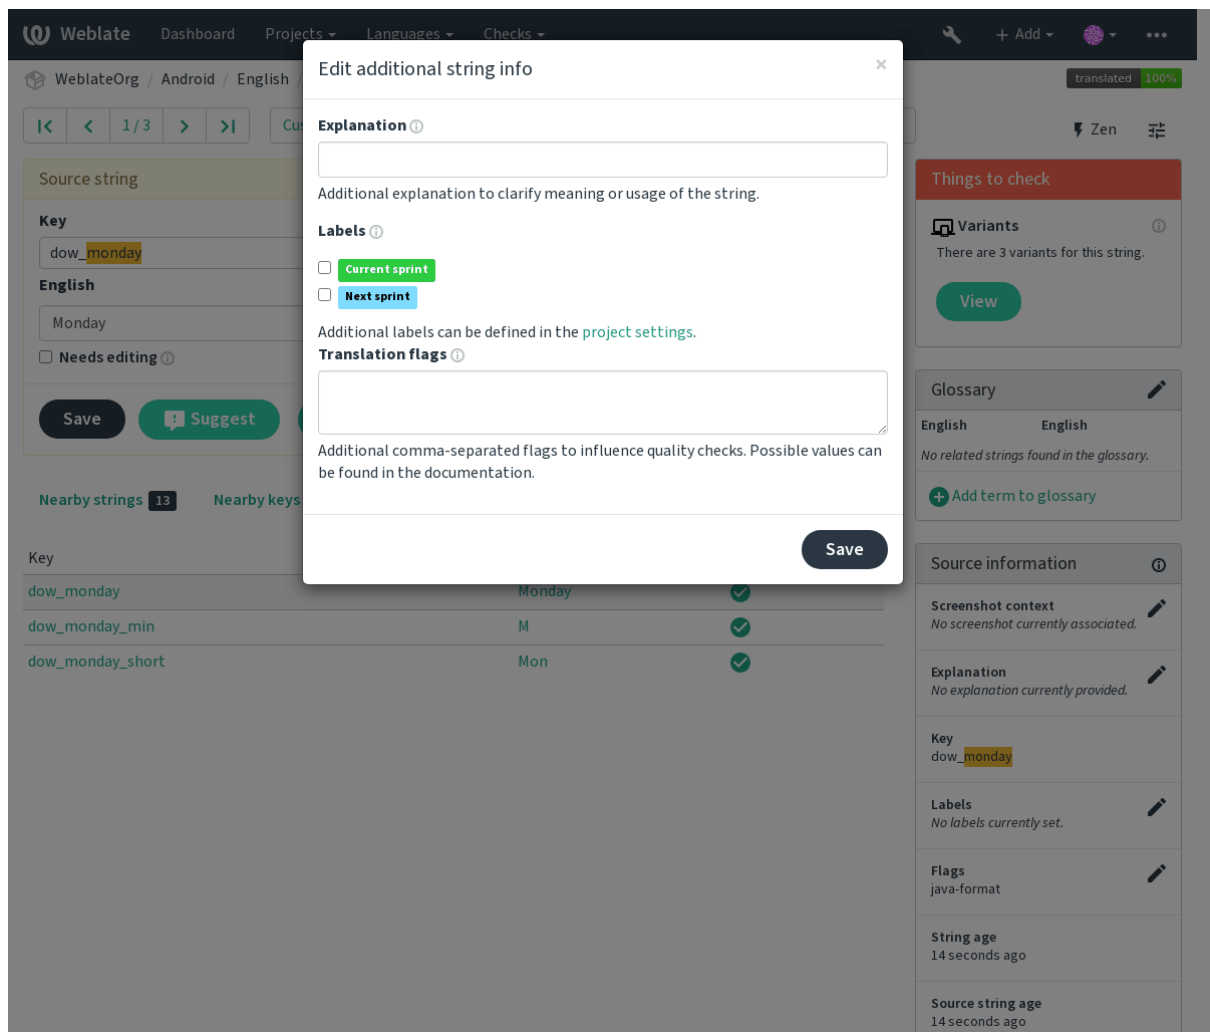 Weblate Dashboard Projects Languages Checks + Add •••
WeblateOrg / Android / English /
translated 100%
1 / 3
Cus
Zen
Edit additional string info
×
Explanation
Additional explanation to clarify meaning or usage of the string.
Labels
Current sprint
Next sprint
Additional labels can be defined in the project settings.
Translation flags
Additional comma-separated flags to influence quality checks. Possible values can
be found in the documentation.
Save
Source string
Key
dow_monday
English
Monday
Needs editing
Save Suggest
Nearby strings 13 Nearby keys
Key
dow_monday Monday
dow_monday_min M
dow_monday_short Mon
Things to check
Variants
There are 3 variants for this string.
View
Glossary
English English
No related strings found in the glossary.
Add term to glossary
Source information
Screenshot context
No screenshot currently associated.
Explanation
No explanation currently provided.
Key
dow_monday
Labels
No labels currently set.
Flags
java-format
String age
14 seconds ago
Source string age
14 seconds ago